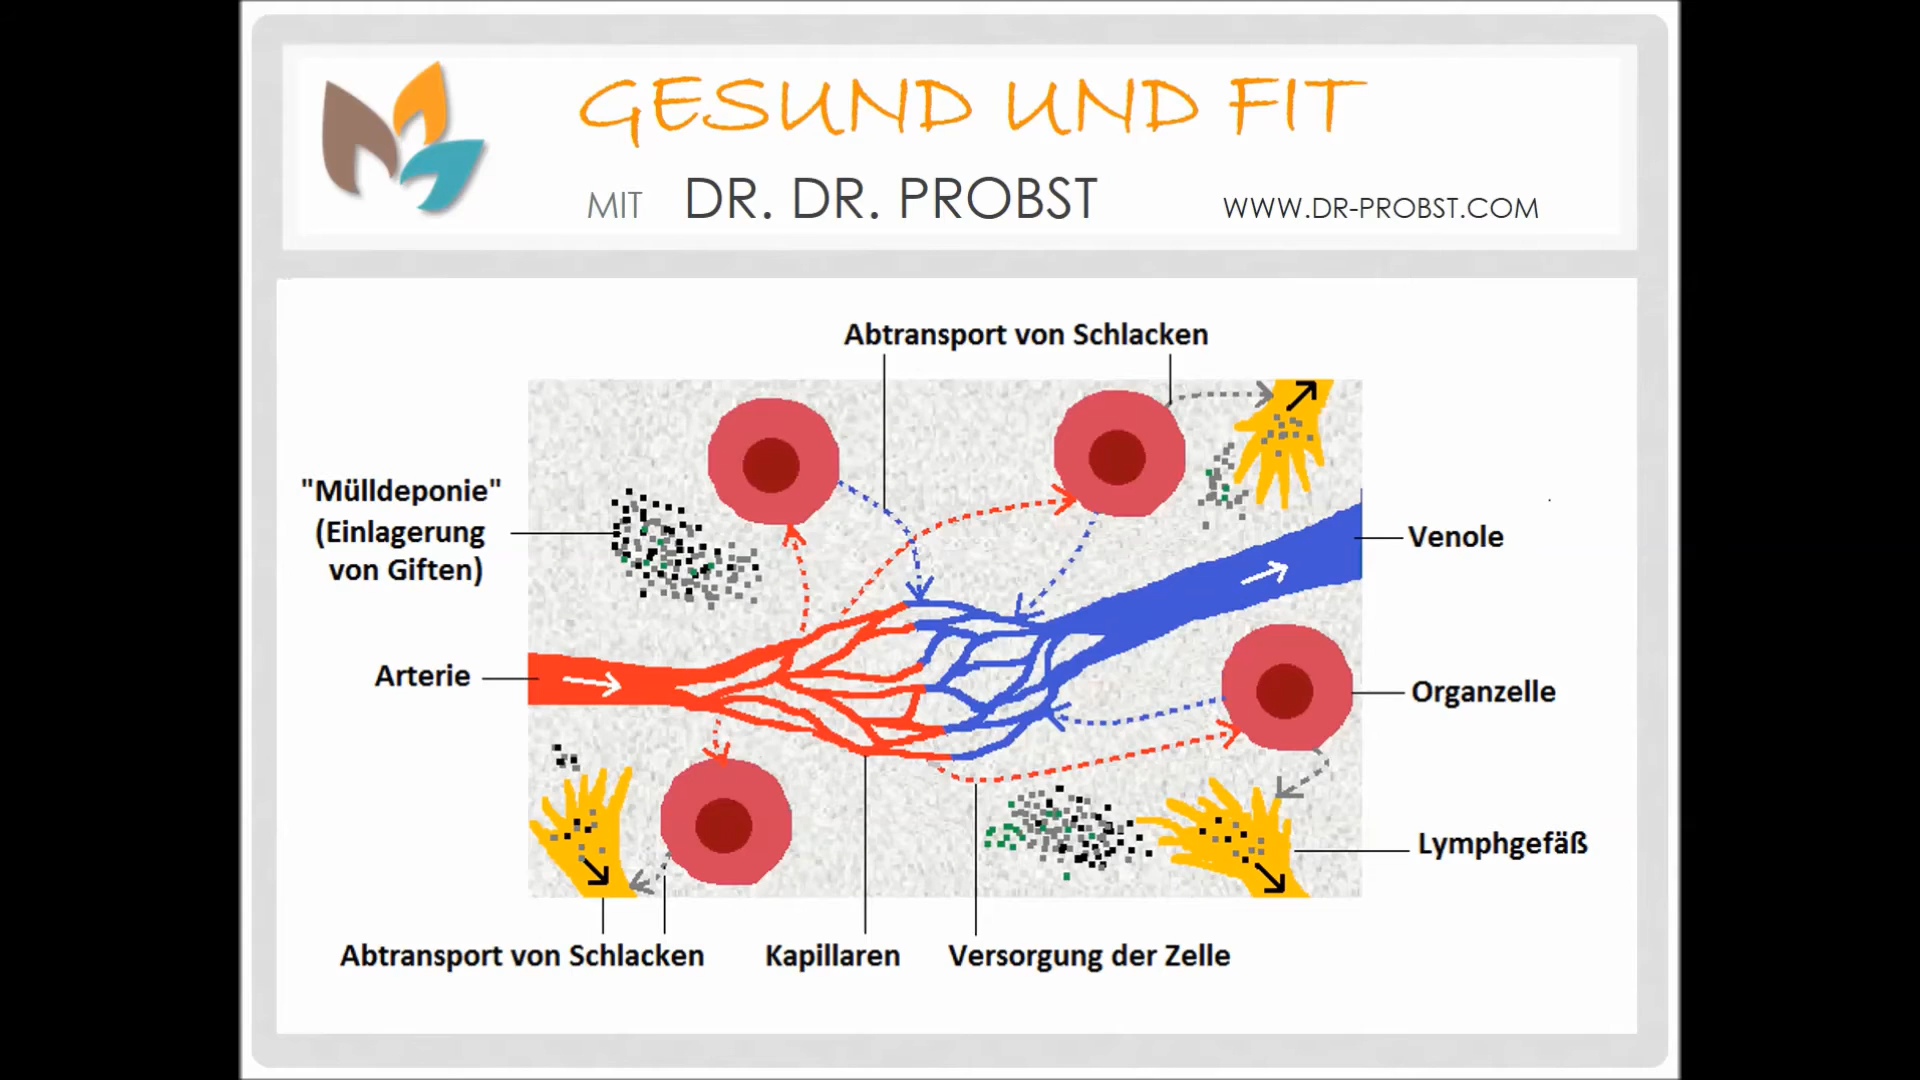 GESUND UND FIT
MIT DR. DR. PROBST WWW.DR-PROBST.COM
Abtransport von Schlacken
"Mülldeponie"
(Einlagerung
von Giften)
Venole
Arterie
Organzelle
Lymphgefäß
Abtransport von Schlacken
Kapillaren
Versorgung der Zelle